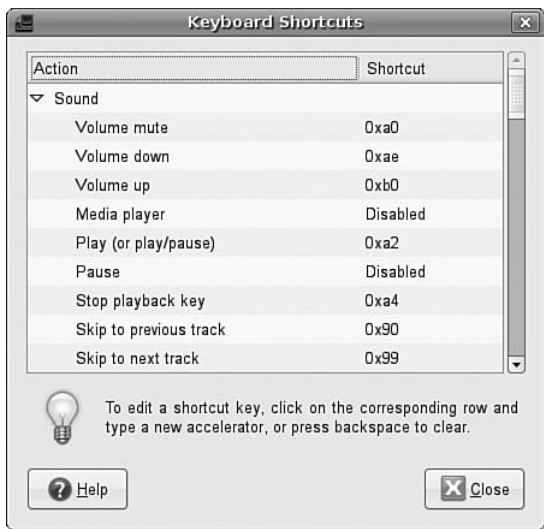 Keyboard Shortcuts
Action Shortcut
Sound
Volume mute 0xa0
Volume down 0xae
Volume up 0xb0
Media player Disabled
Play (or play/pause) 0xa2
Pause Disabled
Stop playback key 0xa4
Skip to previous track 0x90
Skip to next track 0x99
To edit a shortcut key, click on the corresponding row and
type a new accelerator, or press backspace to clear.
Help Close